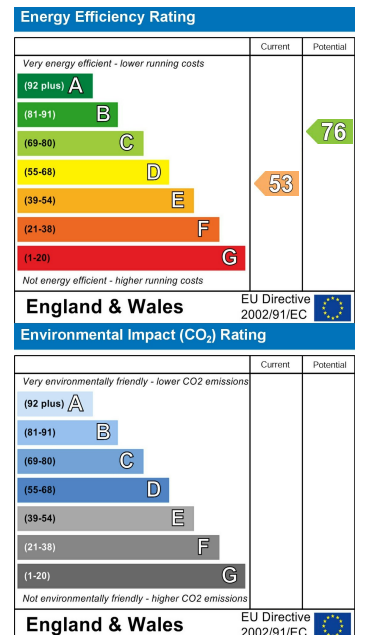 Energy Efficiency Rating
Current Potential
Very energy efficient - lower running costs
(92 plus) A
(81-91) B
(69-80) C
76
(55-68) D
53
(39-54) E
(21-38) F
(1-20) G
Not energy efficient - higher running costs
England & Wales
EU Directive
2002/91/EC
Environmental Impact (CO₂) Rating
Current Potential
Very environmentally friendly - lower CO2 emissions
(92 plus) A
(81-91) B
(69-80) C
(55-68) D
(39-54) E
(21-38) F
(1-20) G
Not environmentally friendly - higher CO2 emissions
England & Wales
EU Directive
2002/91/EC